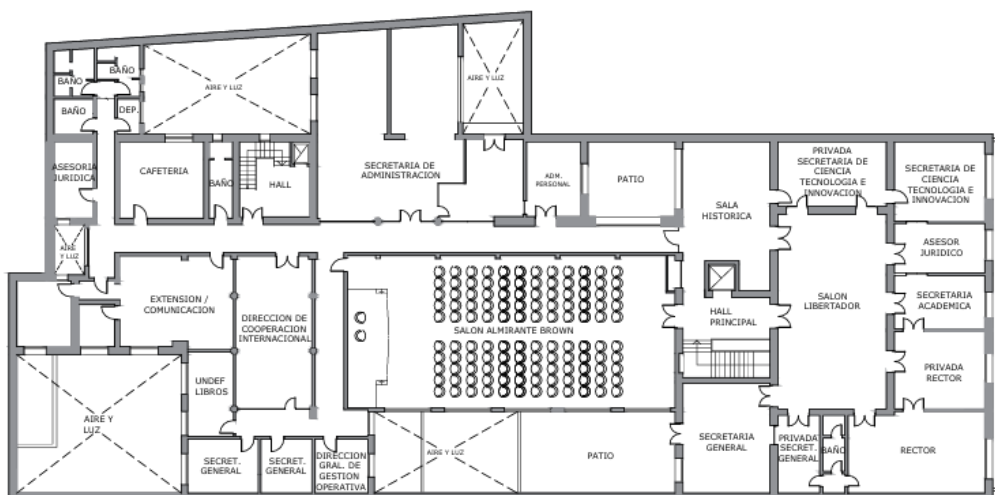 BAÑO
BAÑO
BAÑO
DEP.
AIRE Y LUZ
AIRE Y LUZ
ASESORIA
JURIDICA
CAFETERIA
BAÑO
HALL
SECRETARIA DE
ADMINISTRACION
ADM.
PERSONAL
PATIO
SALA
HISTORICA
PRIVADA
SECRETARIA DE
CIENCIA
TECNOLOGIA E
INNOVACION
SECRETARIA DE
CIENCIA
TECNOLOGIA E
INNOVACION
AIRE
Y LUZ
ASESOR
JURIDICO
EXTENSION /
COMUNICACION
DIRECCION DE
COOPERACION
INTERNACIONAL
SALON ALMIRANTE BROWN
HALL
PRINCIPAL
SALON
LIBERTADOR
SECRETARIA
ACADEMICA
PRIVADA
RECTOR
UNDEF
LIBROS
AIRE Y
LUZ
SECRET.
GENERAL
SECRET.
GENERAL
DIRECCION
GRAL. DE
GESTION
OPERATIVA
AIRE Y LUZ
PATIO
SECRETARIA
GENERAL
PRIVADA
SECRET.
GENERAL
BAÑO
RECTOR